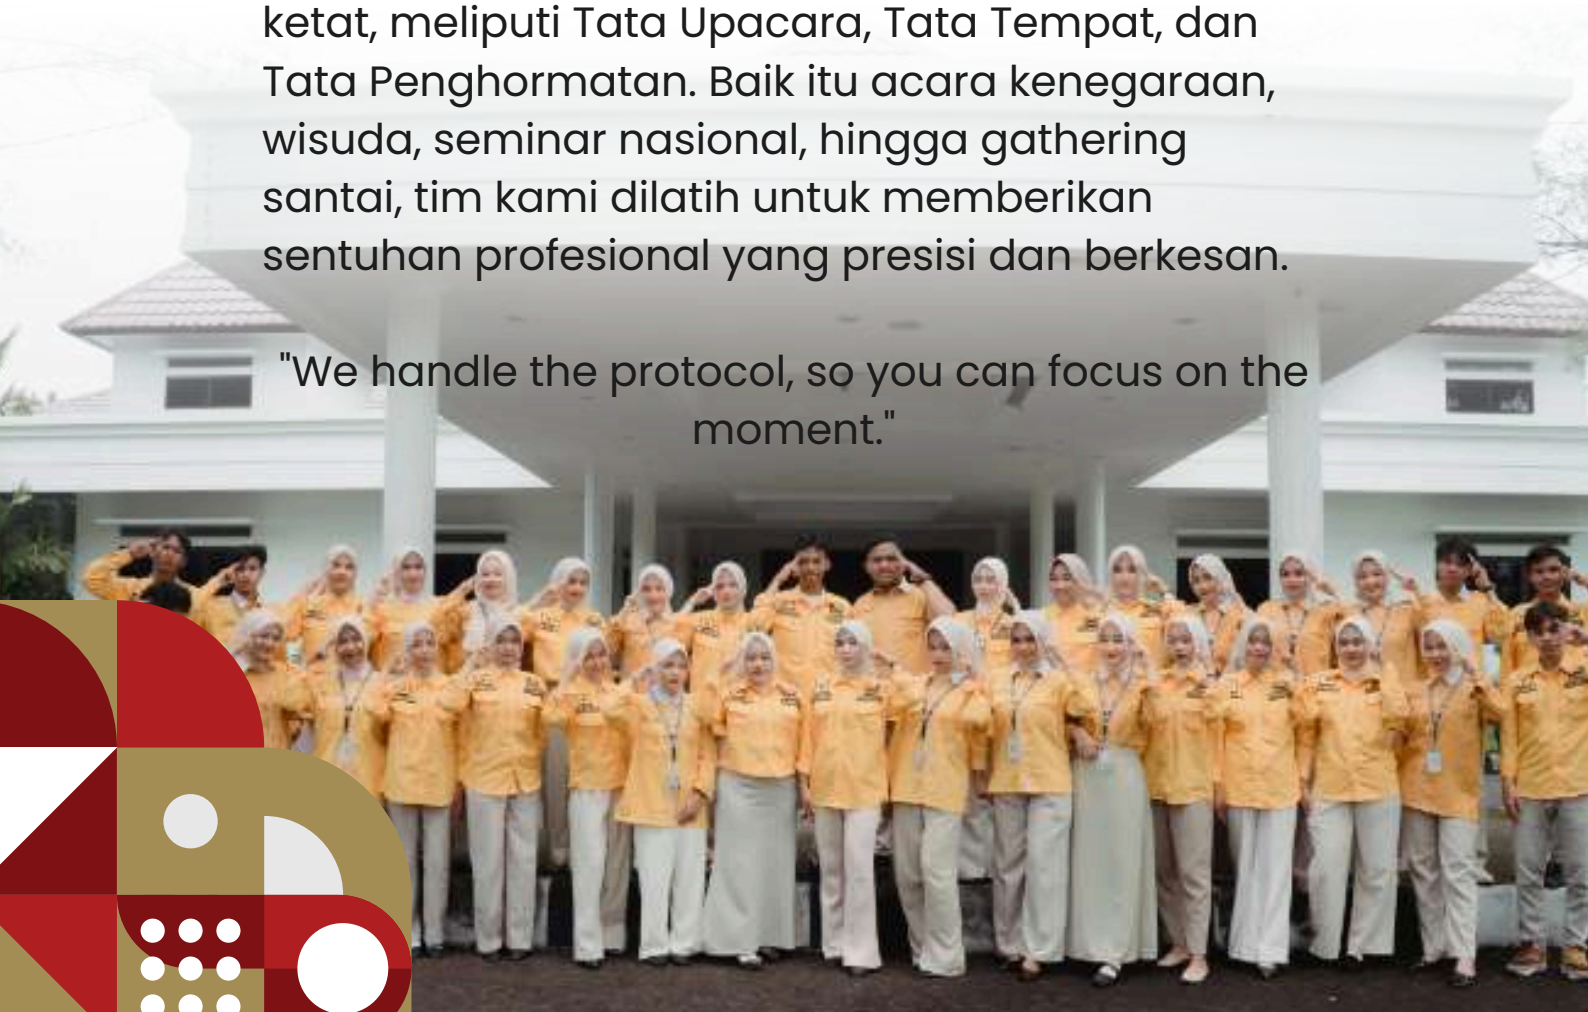 ketat, meliputi Tata Upacara, Tata Tempat, dan
Tata Penghormatan. Baik itu acara kenegaraan,
wisuda, seminar nasional, hingga gathering
santai, tim kami dilatih untuk memberikan
sentuhan profesional yang presisi dan berkesan.
"We handle the protocol, so you can focus on the
moment."